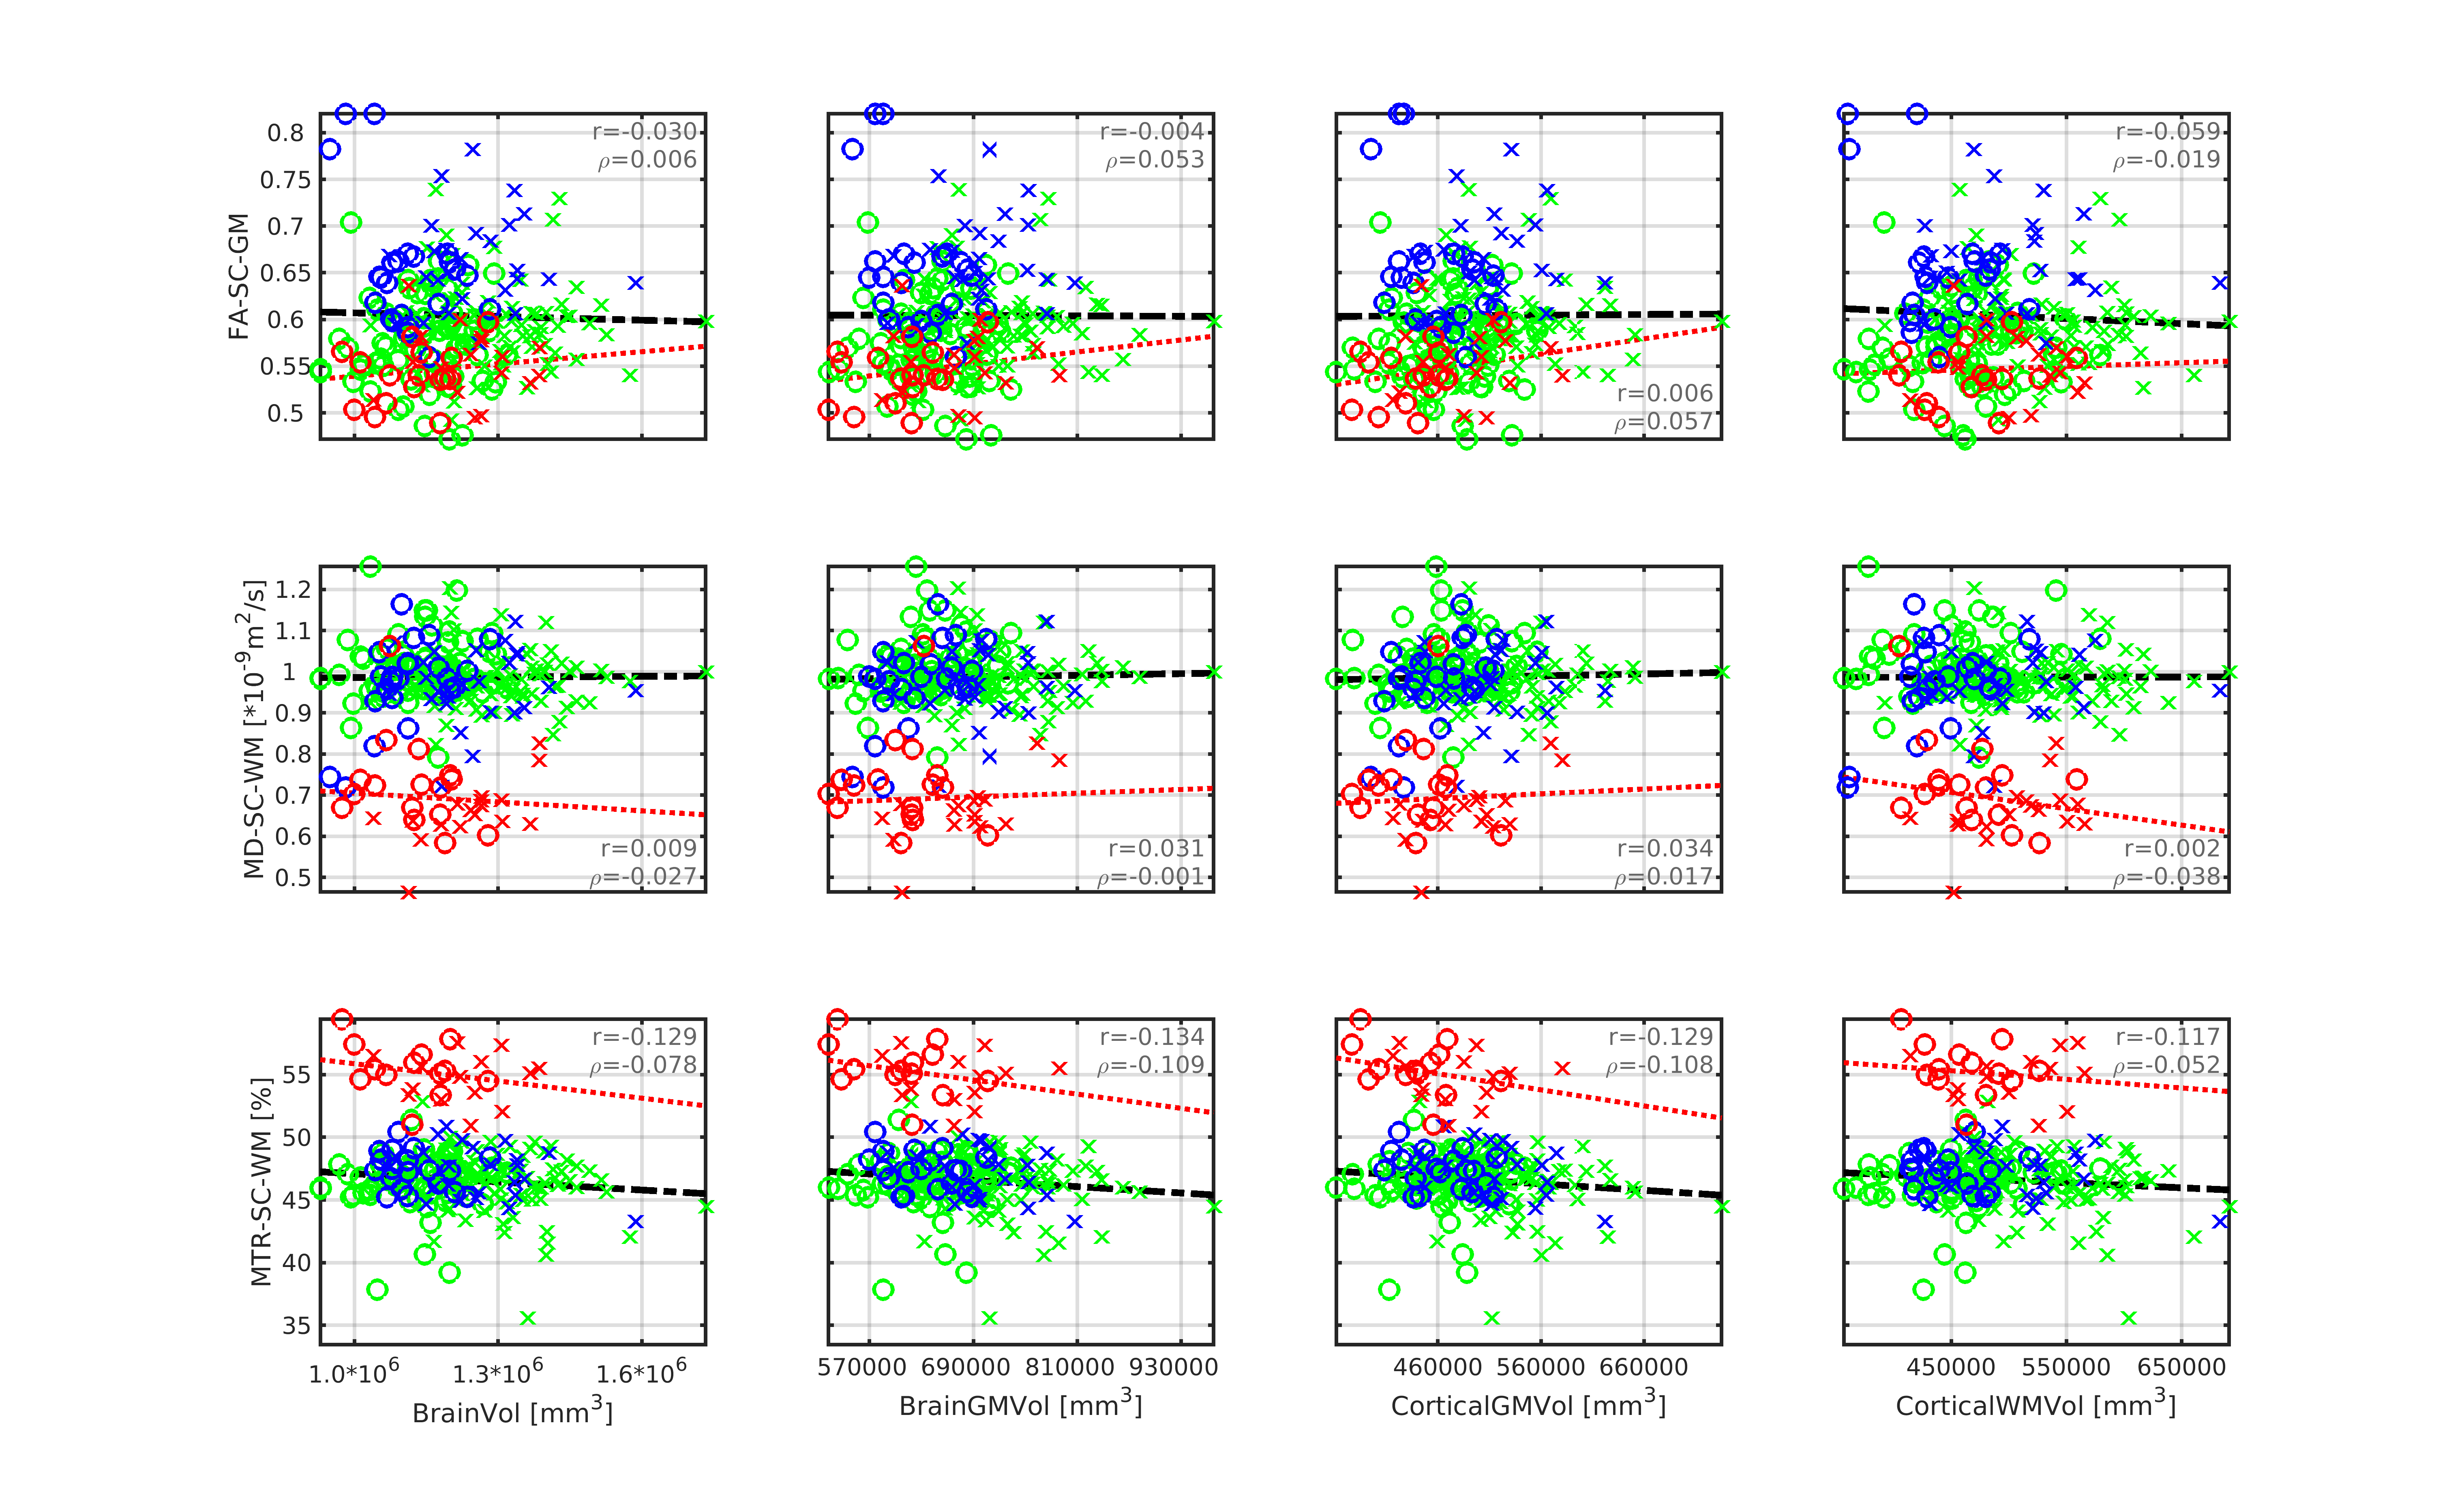 FA-SC-GM
0.8
0.75
0.7
0.65
0.6
0.55
0.5
r=-0.030
ρ=0.006
r=-0.004
ρ=0.053
r=0.006
ρ=0.057
r=-0.059
ρ=-0.019
MD-SC-WM [*10⁻⁹m²/s]
1.2
1.1
1
0.9
0.8
0.7
0.6
0.5
r=0.009
ρ=-0.027
r=0.031
ρ=-0.001
r=0.034
ρ=0.017
r=0.002
ρ=-0.038
MTR-SC-WM [%]
55
50
45
40
35
r=-0.129
ρ=-0.078
r=-0.134
ρ=-0.109
r=-0.129
ρ=-0.108
r=-0.117
ρ=-0.052
1.0*10⁶ 1.3*10⁶ 1.6*10⁶
BrainVol [mm³]
570000 690000 810000 930000
BrainGMVol [mm³]
460000 560000 660000
CorticalGMVol [mm³]
450000 550000 650000
CorticalWMVol [mm³]